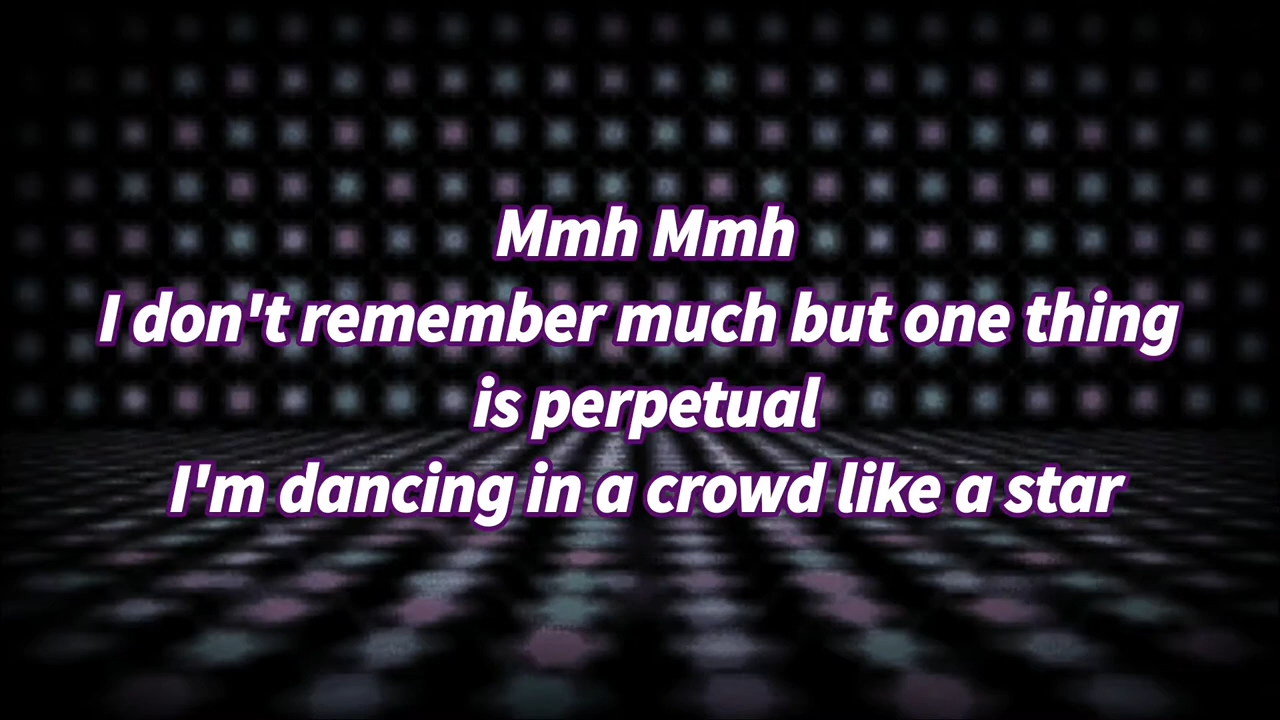 Mmh Mmh
I don't remember much but one thing
is perpetual
I'm dancing in a crowd like a star